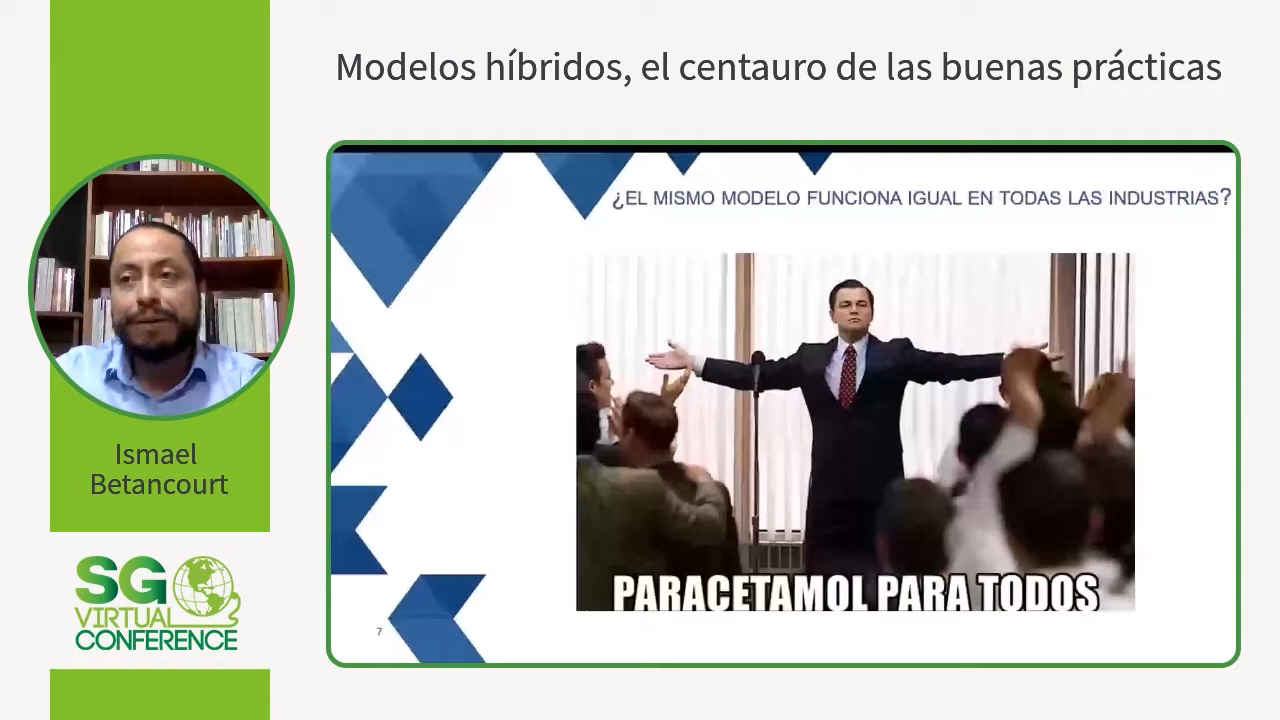 Modelos híbridos, el centauro de las buenas prácticas
¿EL MISMO MODELO FUNCIONA IGUAL EN TODAS LAS INDUSTRIAS?
PARACETAMOL PARA TODOS
7
Ismael
Betancourt
SG
VIRTUAL
CONFERENCE